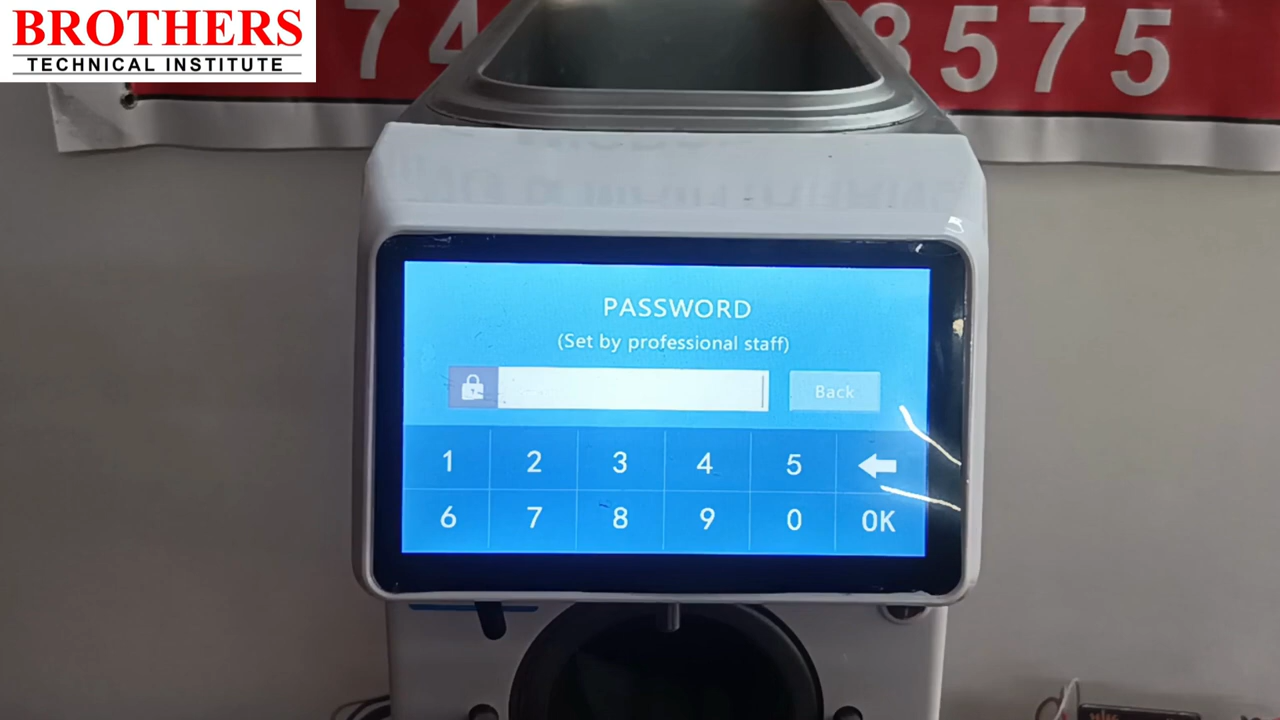 BROTHERS
TECHNICAL INSTITUTE
74 8575
PASSWORD
(Set by professional staff)
Back
1 2 3 4 5
6 7 8 9 0 OK